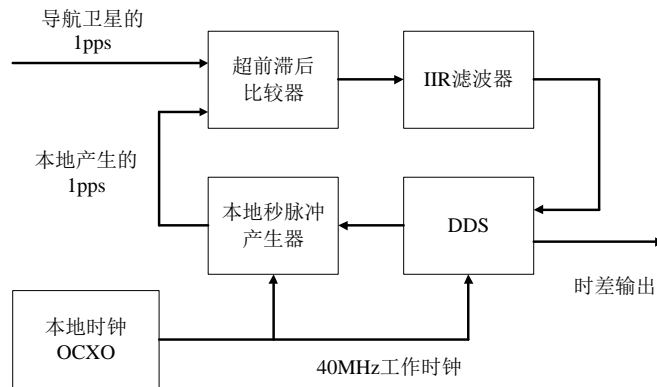 导航卫星的
1pps
超前滞后
比较器
IIR滤波器
本地产生的
1pps
本地秒脉冲
产生器
DDS
时差输出
本地时钟
OCXO
40MHz工作时钟